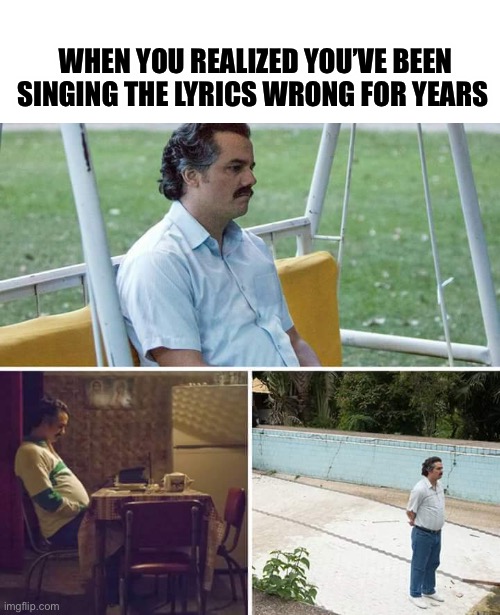 WHEN YOU REALIZED YOU’VE BEEN
SINGING THE LYRICS WRONG FOR YEARS
imgflip.com